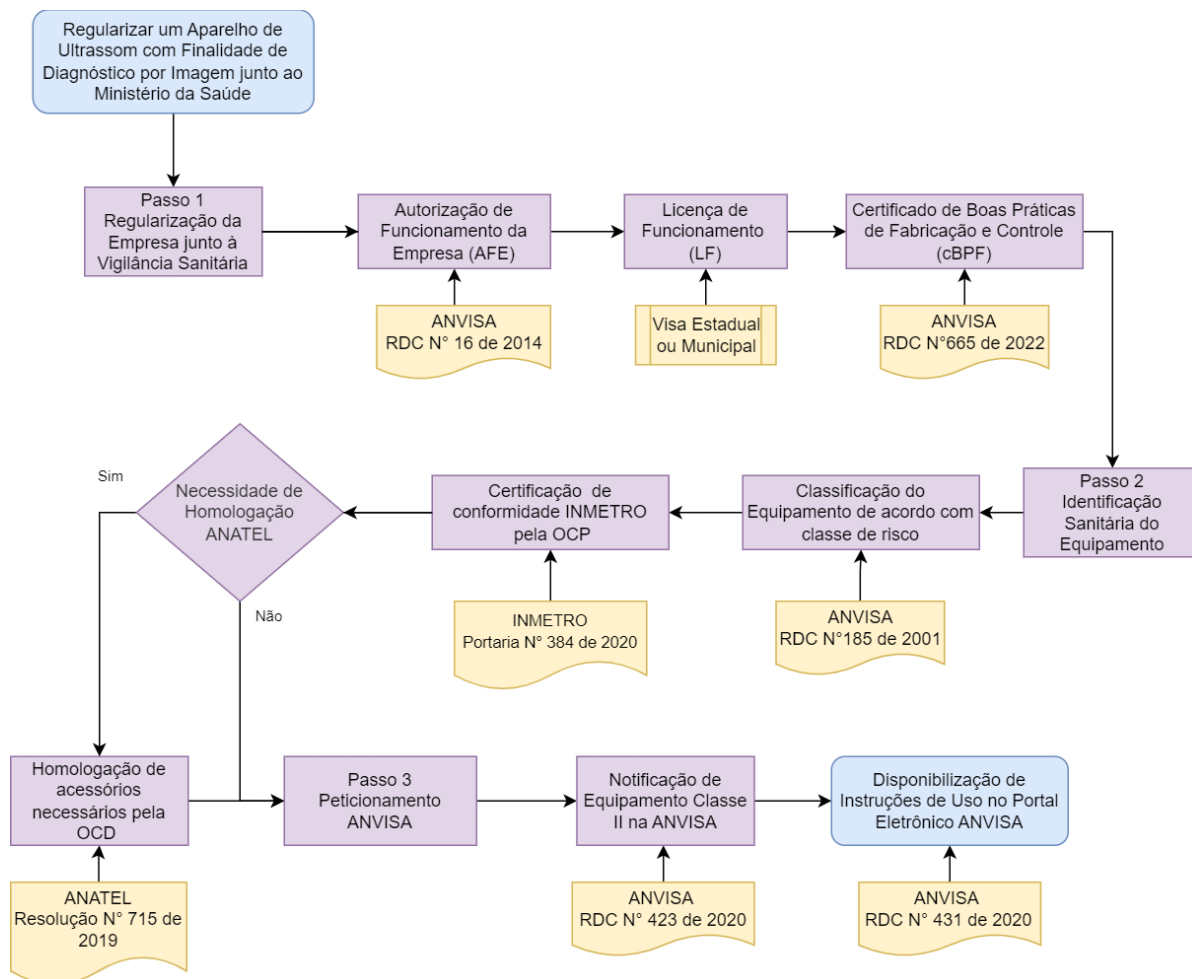 Regularizar um Aparelho de
Ultrassom com Finalidade de
Diagnóstico por Imagem junto ao
Ministério da Saúde
Passo 1
Regularização da
Empresa junto à
Vigilância Sanitária
Autorização de
Funcionamento da
Empresa (AFE)
Licença de
Funcionamento
(LF)
Certificado de Boas Práticas
de Fabricação e Controle
(cBPF)
ANVISA
RDC N° 16 de 2014
Visa Estadual
ou Municipal
ANVISA
RDC N°665 de 2022
Sim
Necessidade de
Homologação
ANATEL
Não
Certificação de
conformidade INMETRO
pela OCP
Classificação do
Equipamento de acordo com
classe de risco
Passo 2
Identificação
Sanitária do
Equipamento
INMETRO
Portaria N° 384 de 2020
ANVISA
RDC N°185 de 2001
Homologação de
acessórios
necessários pela
OCD
Passo 3
Peticionamento
ANVISA
Notificação de
Equipamento Classe
II na ANVISA
Disponibilização de
Instruções de Uso no Portal
Eletrônico ANVISA
ANATEL
Resolução N° 715 de
2019
ANVISA
RDC N° 423 de 2020
ANVISA
RDC N° 431 de 2020